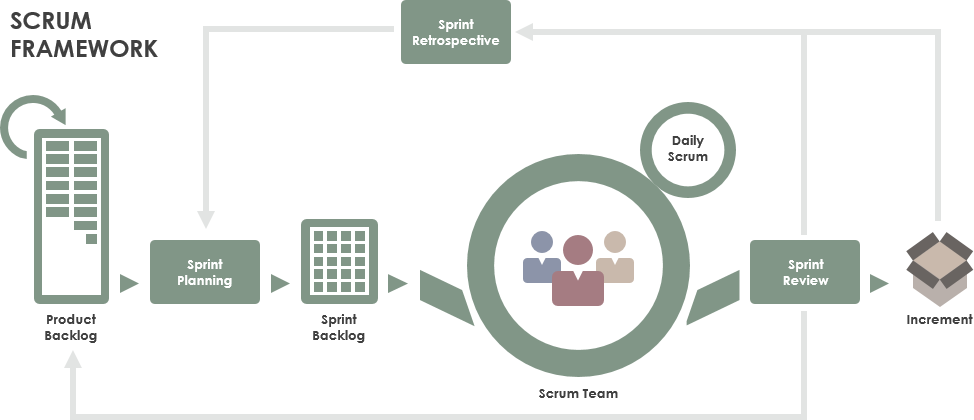 SCRUM
FRAMEWORK
Sprint
Retrospective
Daily
Scrum
Sprint
Planning
Sprint
Review
Product
Backlog
Sprint
Backlog
Increment
Scrum Team